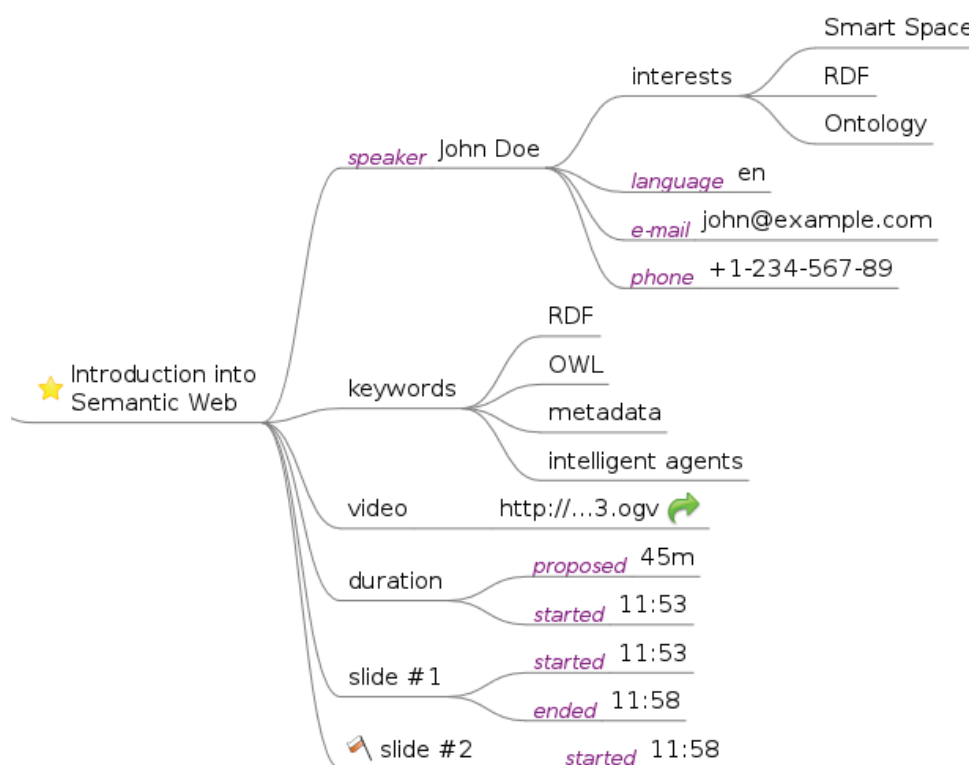 Smart Space
interests
RDF
Ontology
speaker John Doe
language en
e-mail john@example.com
phone +1-234-567-89
RDF
Introduction into
Semantic Web
keywords
OWL
metadata
intelligent agents
video http://...3.ogv
duration
proposed 45m
started 11:53
slide #1
started 11:53
ended 11:58
slide #2 started 11:58